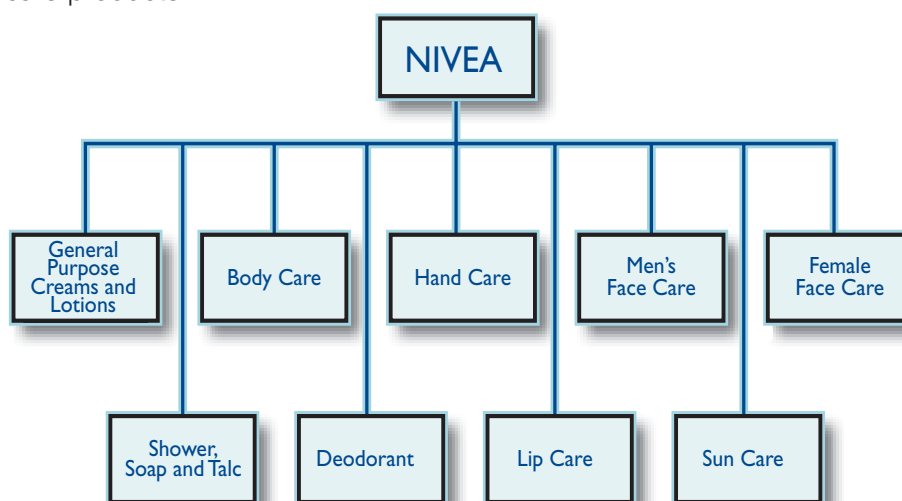 NIVEA
General
Purpose
Creams and
Lotions
Body Care
Hand Care
Men's
Face Care
Female
Face Care
Shower,
Soap and Talc
Deodorant
Lip Care
Sun Care